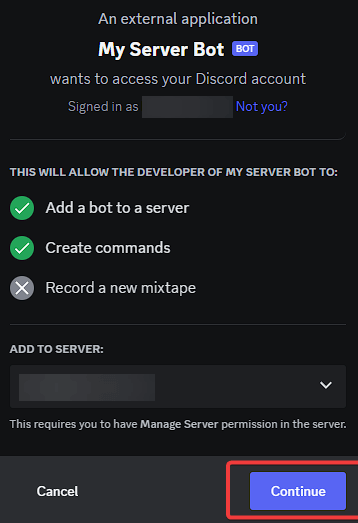 An external application
My Server Bot BOT
wants to access your Discord account
Signed in as Not you?
THIS WILL ALLOW THE DEVELOPER OF MY SERVER BOT TO:
Add a bot to a server
Create commands
Record a new mixtape
ADD TO SERVER:
This requires you to have Manage Server permission in the server.
Cancel
Continue